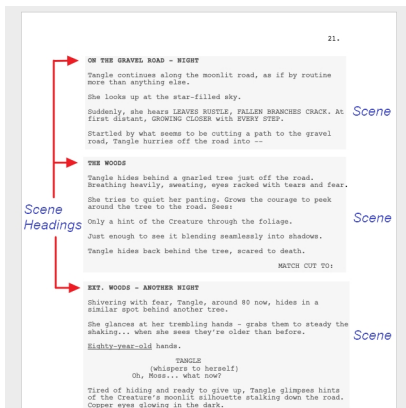 21.
ON THE GRAVEL ROAD - NIGHT
Tangle continues along the moonlit road, as if by routine
more than anything else.
She looks up at the star-filled sky.
Suddenly, she hears LEAVES RUSTLE, FALLEN BRANCHES CRACK. At
first distant, GROWING CLOSER with EVERY STEP.
Scene
Startled by what seems to be cutting a path to the gravel
road, Tangle hurries off the road into --
THE WOODS
Tangle hides behind a gnarled tree just off the road.
Breathing heavily, sweating, eyes racked with tears and fear.
She tries to quiet her panting. Grows the courage to peek
around the tree to the road. Sees:
Scene
Headings
Only a hint of the Creature through the foliage.
Scene
Just enough to see it blending seamlessly into shadows.
Tangle hides back behind the tree, scared to death.
MATCH CUT TO:
EXT. WOODS - ANOTHER NIGHT
Shivering with fear, Tangle, around 80 now, hides in a
similar spot behind another tree.
She glances at her trembling hands - grabs them to steady the
shaking... when she sees they're older than before.
Scene
Eighty-year-old hands.
TANGLE
(whispers to herself)
Oh, Moss... what now?
Tired of hiding and ready to give up, Tangle glimpses hints
of the Creature's moonlit silhouette stalking down the road.
Copper eyes glowing in the dark.